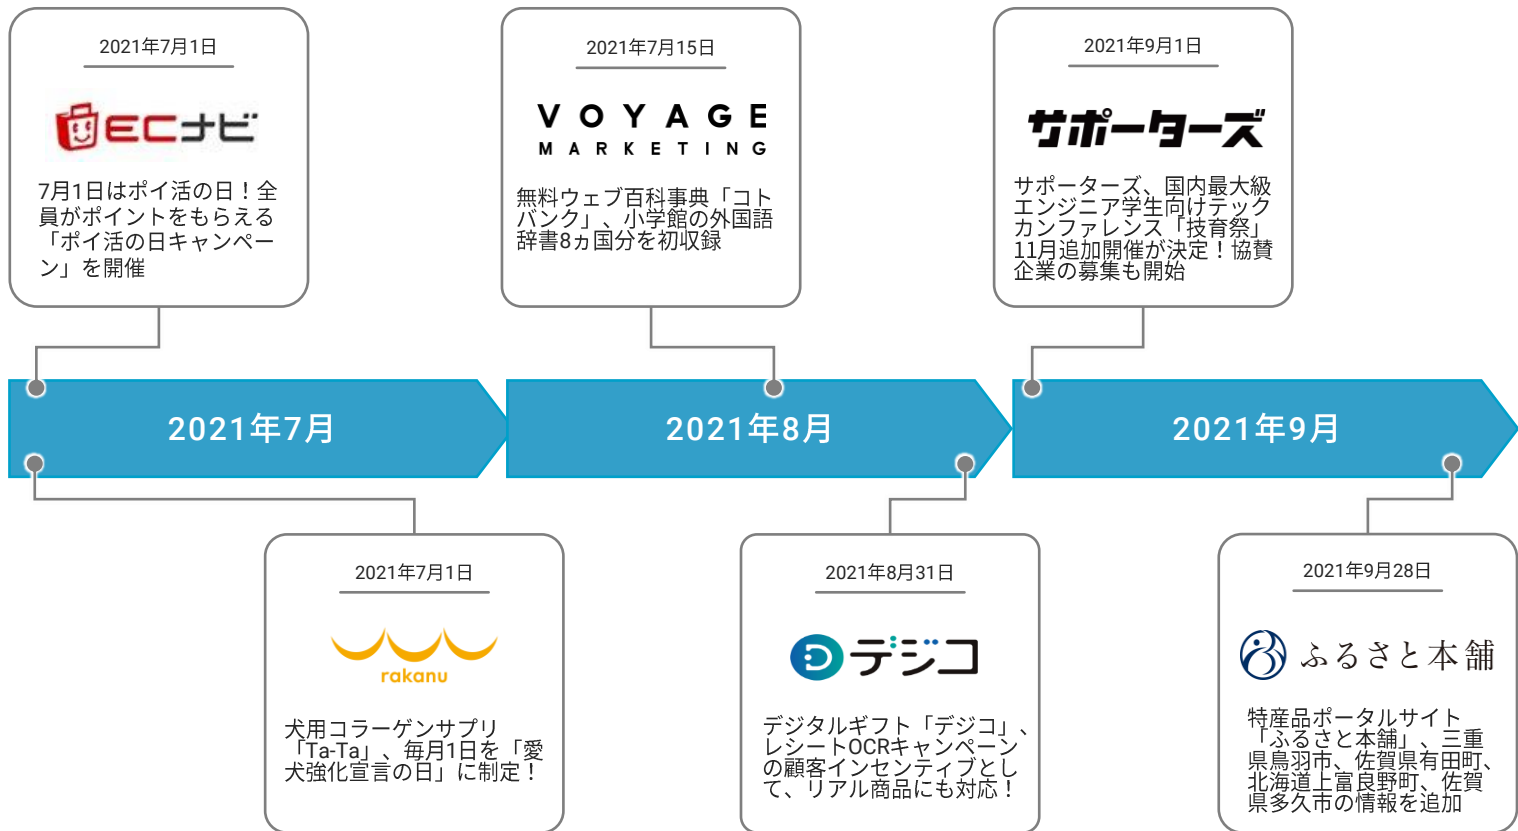 2021年7月1日
ECナビ
7月1日はポイ活の日！全
員がポイントをもらえる
「ポイ活の日キャンペー
ン」を開催
2021年7月15日
VOYAGE
MARKETING
無料ウェブ百科事典「コト
バンク」、小学館の外国語
辞書8ヵ国分を初収録
2021年9月1日
サポーターズ
サポーターズ、国内最大級
エンジニア学生向けテック
カンファレンス「技育祭」
11月追加開催が決定！協賛
企業の募集も開始
2021年7月
2021年8月
2021年9月
2021年7月1日
rakanu
犬用コラーゲンサプリ
「Ta-Ta」、毎月1日を「愛
犬強化宣言の日」に制定！
2021年8月31日
デジコ
デジタルギフト「デジコ」、
レシートOCRキャンペーン
の顧客インセンティブとし
て、リアル商品にも対応！
2021年9月28日
ふるさと本舗
特産品ポータルサイト
「ふるさと本舗」、三重
県鳥羽市、佐賀県有田町、
北海道上富良野町、佐賀
県多久市の情報を追加